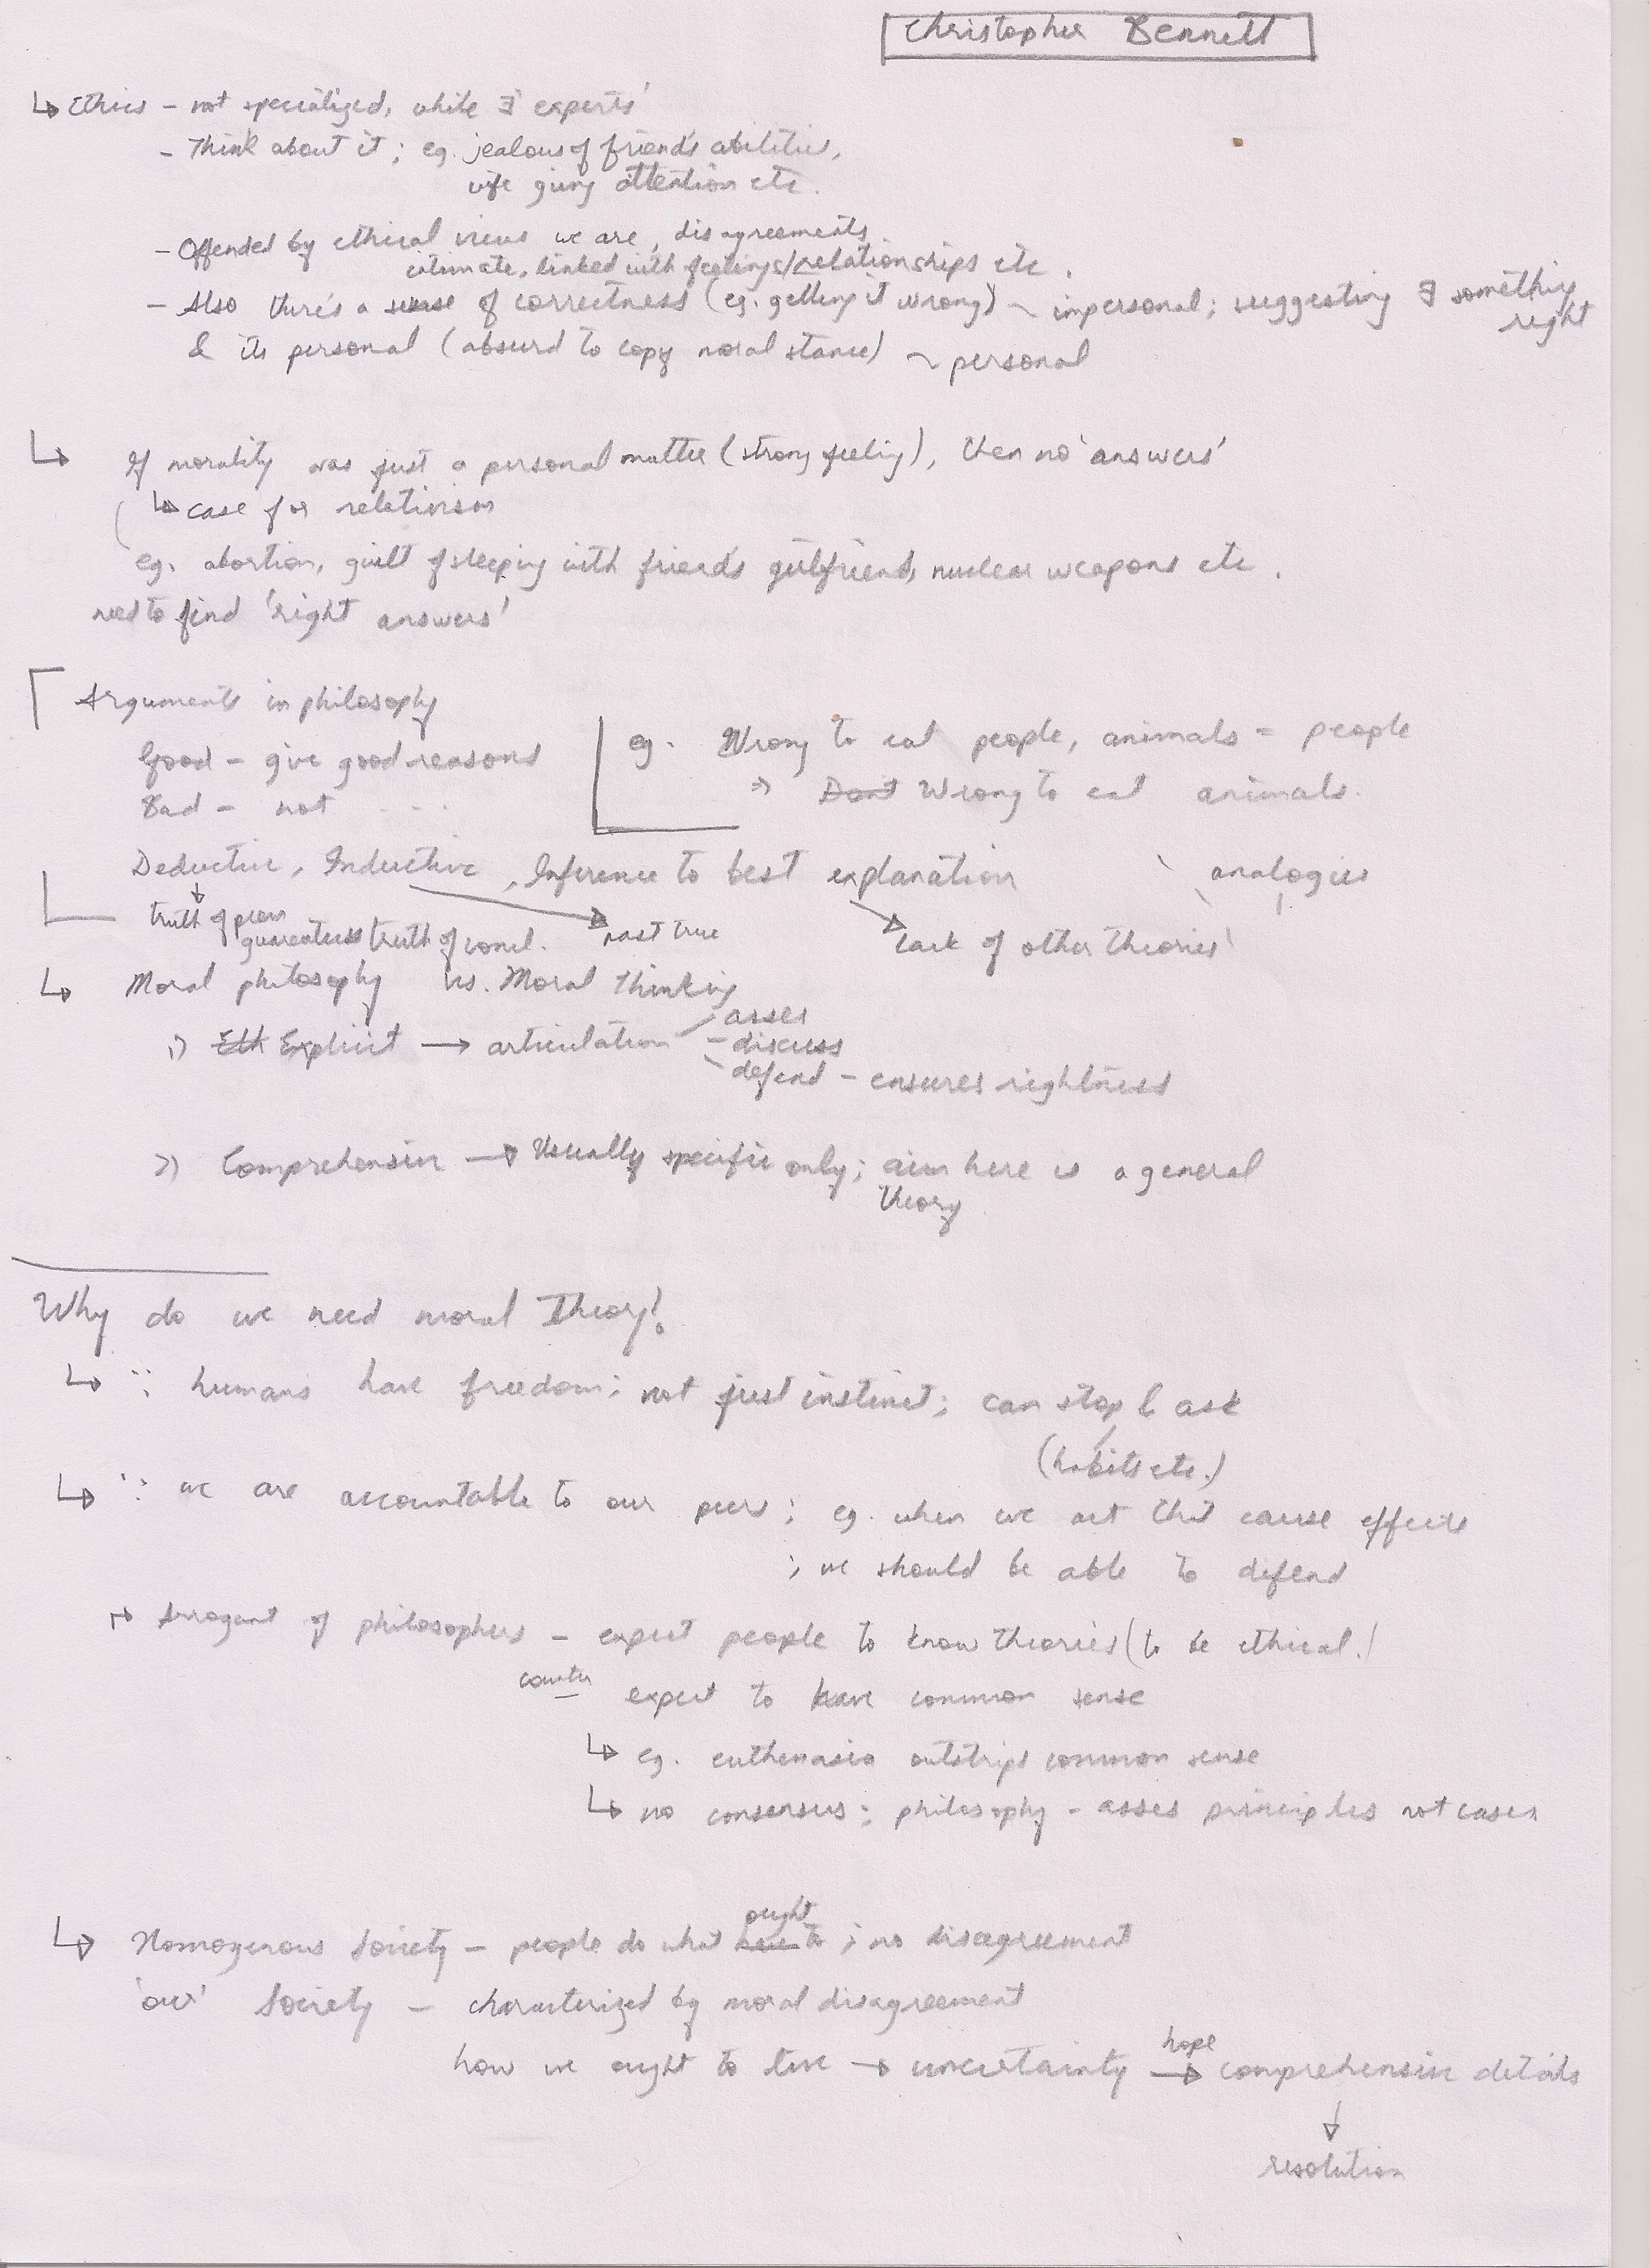 Christopher Bennett
↳ Ethics – not specialized, while ∃ 'experts'
– Think about it; eg. jealous of friends abilities,
wife giving attention etc.
– Offended by ethical views we are, disagreements
intimate, linked with feelings/relationships etc.
– Also there's a sense of correctness (eg. getting it wrong) ~ impersonal; suggesting ∃ something
right
& its personal (absurd to copy moral stance) ~ personal
↳ If morality was just a personal matter (strong feeling), then no 'answers'
↳ case for relativism
eg. abortion, guilt of sleeping with friend's girlfriend, nuclear weapons etc.
need to find 'right answers'
Arguments in philosophy
Good – give good reasons
Bad – not - - -
eg. Wrong to eat people, animals = people
⇒ Dont Wrong to eat animals.
Deductive, Inductive, Inference to best explanation analogies
truth of prem
guarentees truth of concl. past true
lack of other theories'
↳ Moral philosophy vs. Moral Thinking
1) Eth Explicit → articulation
– asses
– discuss
– defend – ensures rightness
2) Comprehensive → Usually specific only; aim here is a general
theory
Why do we need moral Theory?
↳ ∵ humans have freedom; not just instinct; can stop & ask
(habits etc.)
↳ ∵ we are accountable to our peers; eg. when we act that cause effects
; we should be able to defend
↳ Arrogant of philosophers – expect people to know theories (to be ethical.)
counter expect to have common sense
↳ eg. euthenasia outstrips common sense
↳ no consensus; philosophy – asses principles not cases
ought
↳ Homogenous Society – people do what have to; no disagreement
'our' Society – characterized by moral disagreement
hope
how we ought to live → uncertainty → comprehensive details
↓
resolution